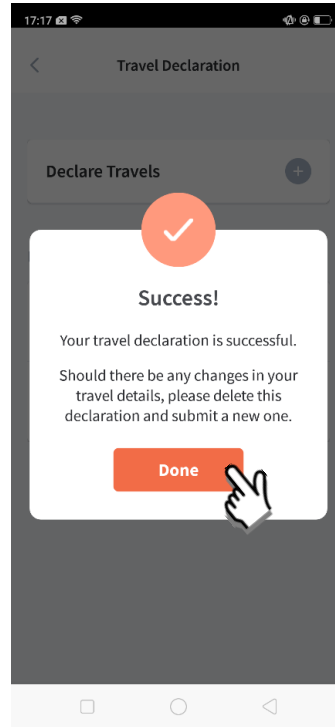 17:17
Travel Declaration
Declare Travels
Success!
Your travel declaration is successful.
Should there be any changes in your
travel details, please delete this
declaration and submit a new one.
Done